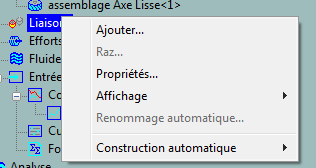 assemblage Axe Lisse<1>
Liaison
Ajouter...
Efforts
Raz...
Fluide
Propriétés...
Entrée
Affichage
Co
Renommage automatique...
Cu
Fo
Construction automatique
Analyse